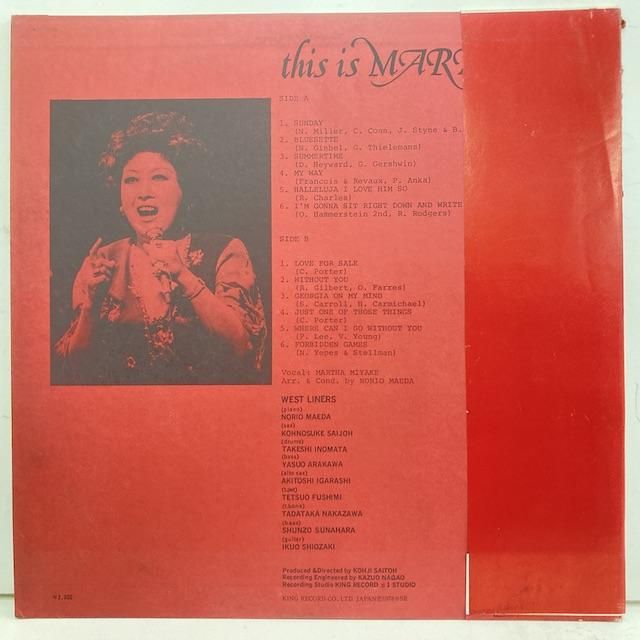 this is MAR
SIDE A
1. SUNDAY
(N. Miller, C. Conn, J. Styne & B.
2. BLUESETTE
(N. Ginbel, G. Thielemans)
3. SUMMERTIME
(D. Heyward, G. Gershwin)
4. MY WAY
(Francois & Revaux, P. Anka)
5. HALLELUJA I LOVE HIM SO
(R. Charles)
6. I'M GONNA SIT RIGHT DOWN AND WRITE
(O. Hammerstein 2nd, R. Rodgers)
SIDE B
1. LOVE FOR SALE
(C. Porter)
2. WITHOUT YOU
(R. Gilbert, O. Farres)
3. GEORGIA ON MY MIND
(S. Carroll, H. Carmichael)
4. JUST ONE OF THOSE THINGS
(C. Porter)
5. WHERE CAN I GO WITHOUT YOU
(P. Lee, V. Young)
6. FORBIDDEN GAMES
(N. Yepes & Stellman)
Vocal: MARTHA MIYAKE
Arr. & Cond. by NORIO MAEDA
WEST LINERS
(piano)
NORIO MAEDA
(sax)
KOHNOSUKE SAIJOH
(drums)
TAKESHI INOMATA
(bass)
YASUO ARAKAWA
(alto sax)
AKITOSHI IGARASHI
(t.pet)
TETSUO FUSHIMI
(t.bone)
TADATAKA NAKAZAWA
(b.sax)
SHUNZO SUNAHARA
(guitar)
IKUO SHIOZAKI
Produced & Directed by KOHJI SAITOH
Recording Engineered by KAZUO NAGAO
Recording Studio KING RECORD #1 STUDIO
KING RECORD CO., LTD. JAPAN